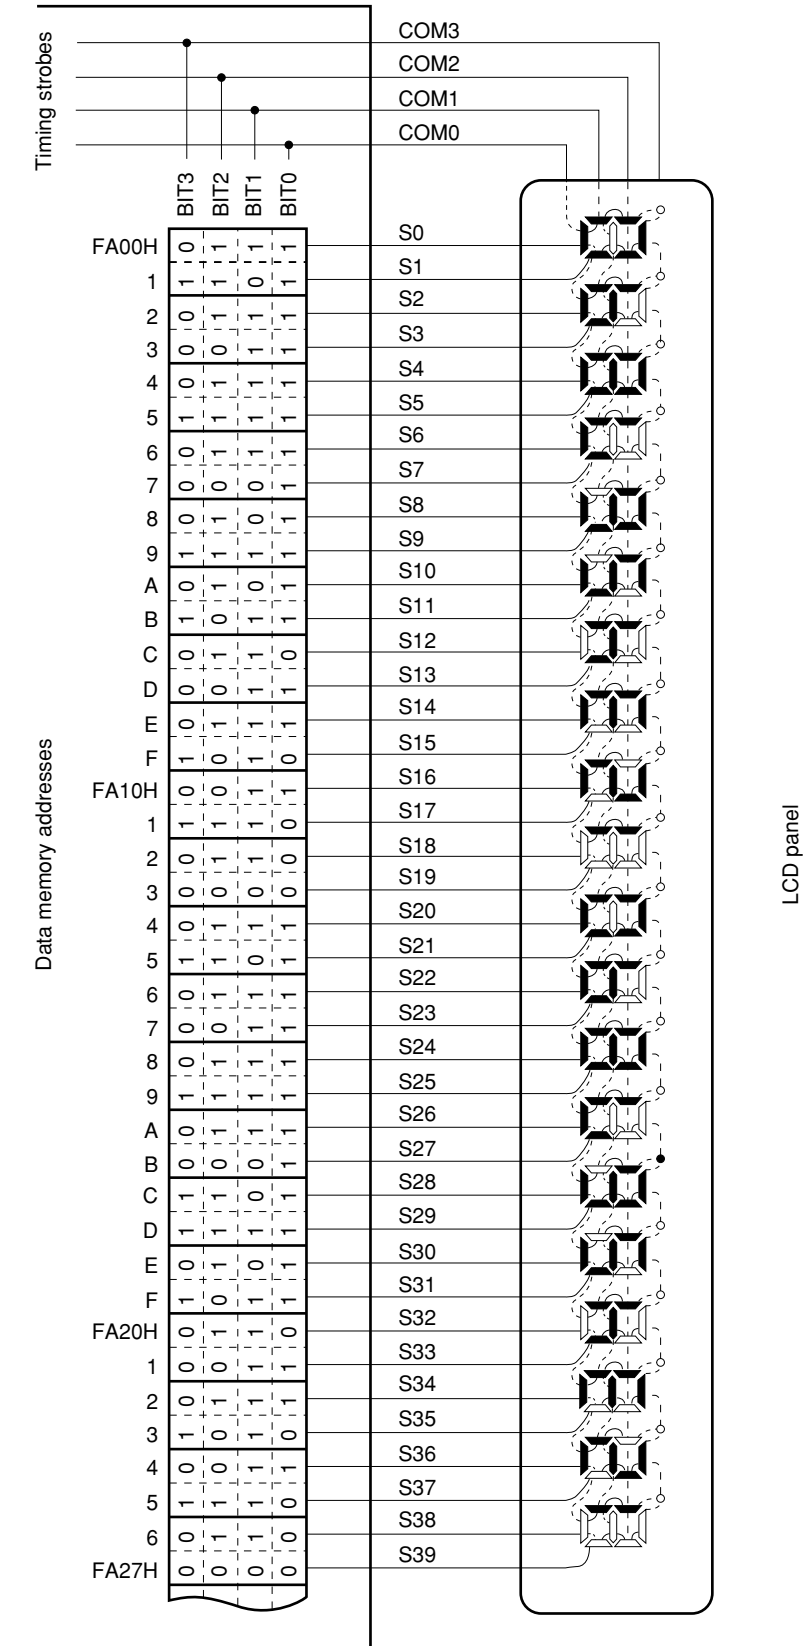 Timing strobes
COM3
COM2
COM1
COM0
BIT3 BIT2 BIT1 BIT0
FA00H 0 1 1 1 S0
1 1 1 0 1 S1
2 0 1 1 1 S2
3 0 0 1 1 S3
4 0 1 1 1 S4
5 1 1 1 1 S5
6 0 1 1 1 S6
7 0 0 0 1 S7
8 0 1 0 1 S8
9 1 1 1 1 S9
A 0 1 0 1 S10
B 1 0 1 1 S11
C 0 1 1 0 S12
D 0 0 1 1 S13
E 0 1 1 1 S14
F 1 0 1 0 S15
FA10H 0 0 1 1 S16
1 1 1 1 0 S17
2 0 1 1 0 S18
3 0 0 0 0 S19
4 0 1 1 1 S20
5 1 1 0 1 S21
6 0 1 1 1 S22
7 0 0 1 1 S23
8 0 1 1 1 S24
9 1 1 1 1 S25
A 0 1 1 1 S26
B 0 0 0 1 S27
C 1 1 0 1 S28
D 1 1 1 1 S29
E 0 1 0 1 S30
F 1 0 1 1 S31
FA20H 0 1 1 0 S32
1 0 0 1 1 S33
2 0 1 1 1 S34
3 1 0 1 0 S35
4 0 0 1 1 S36
5 1 1 1 0 S37
6 0 1 1 0 S38
FA27H 0 0 0 0 S39
Data memory addresses
LCD panel